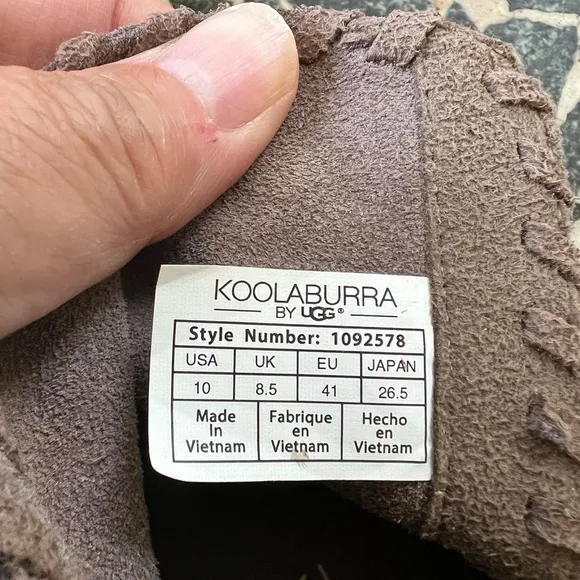 KOOLABURRA
BY UGG®
Style Number: 1092578
USA UK EU JAPAN
10 8.5 41 26.5
Made Fabrique Hecho
In en en
Vietnam Vietnam Vietnam